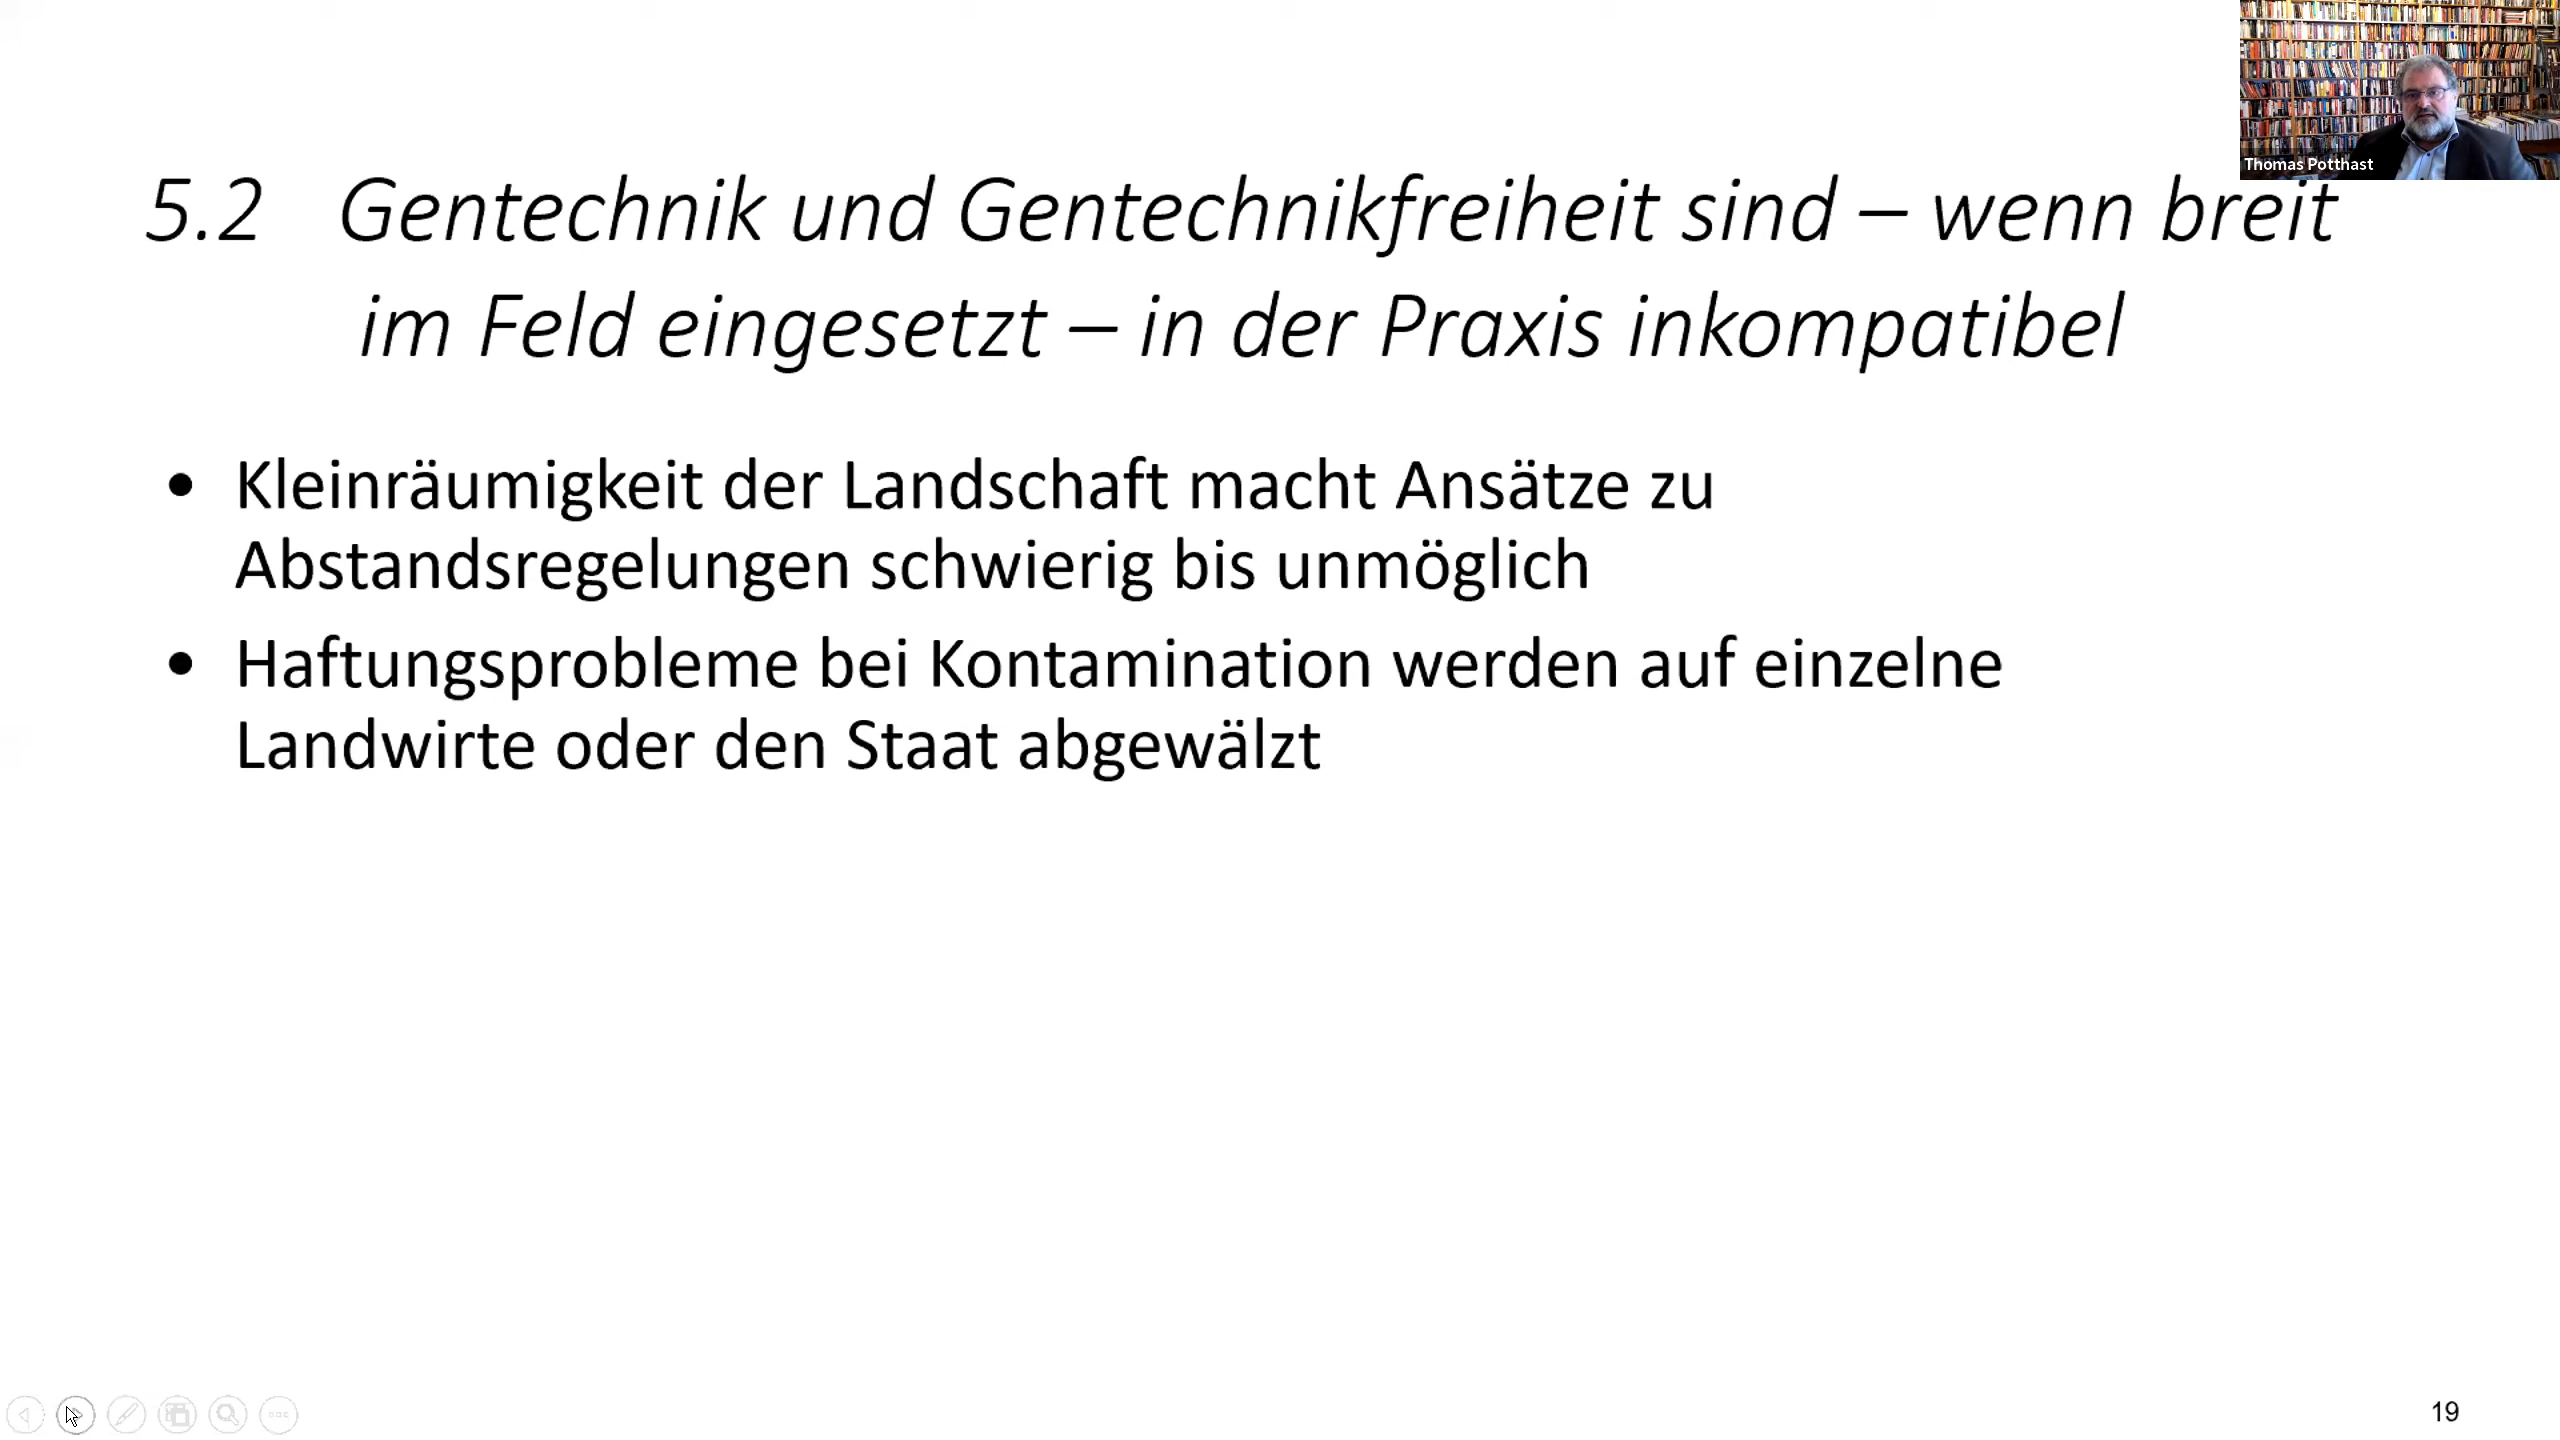 Thomas Potthast
5.2 Gentechnik und Gentechnikfreiheit sind – wenn breit
im Feld eingesetzt – in der Praxis inkompatibel
• Kleinräumigkeit der Landschaft macht Ansätze zu
Abstandsregelungen schwierig bis unmöglich
• Haftungsprobleme bei Kontamination werden auf einzelne
Landwirte oder den Staat abgewälzt
19